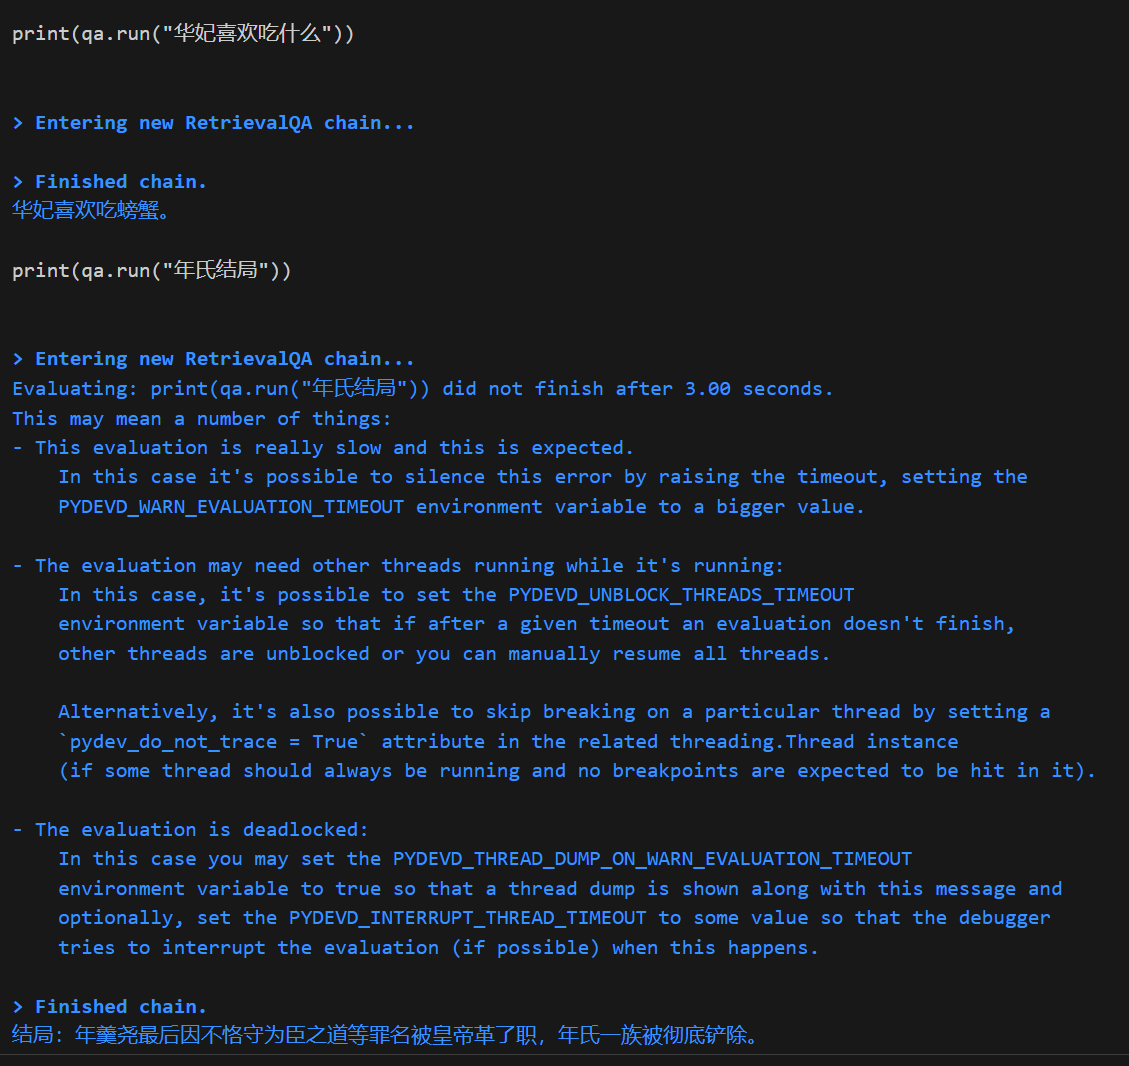 print(qa.run("华妃喜欢吃什么"))
> Entering new RetrievalQA chain...
> Finished chain.
华妃喜欢吃螃蟹。
print(qa.run("年氏结局"))
> Entering new RetrievalQA chain...
Evaluating: print(qa.run("年氏结局")) did not finish after 3.00 seconds.
This may mean a number of things:
- This evaluation is really slow and this is expected.
    In this case it's possible to silence this error by raising the timeout, setting the
    PYDEVD_WARN_EVALUATION_TIMEOUT environment variable to a bigger value.
- The evaluation may need other threads running while it's running:
    In this case, it's possible to set the PYDEVD_UNBLOCK_THREADS_TIMEOUT
    environment variable so that if after a given timeout an evaluation doesn't finish,
    other threads are unblocked or you can manually resume all threads.
    Alternatively, it's also possible to skip breaking on a particular thread by setting a
    `pydev_do_not_trace = True` attribute in the related threading.Thread instance
    (if some thread should always be running and no breakpoints are expected to be hit in it).
- The evaluation is deadlocked:
    In this case you may set the PYDEVD_THREAD_DUMP_ON_WARN_EVALUATION_TIMEOUT
    environment variable to true so that a thread dump is shown along with this message and
    optionally, set the PYDEVD_INTERRUPT_THREAD_TIMEOUT to some value so that the debugger
    tries to interrupt the evaluation (if possible) when this happens.
> Finished chain.
结局：年羹尧最后因不恪守为臣之道等罪名被皇帝革了职，年氏一族被彻底铲除。